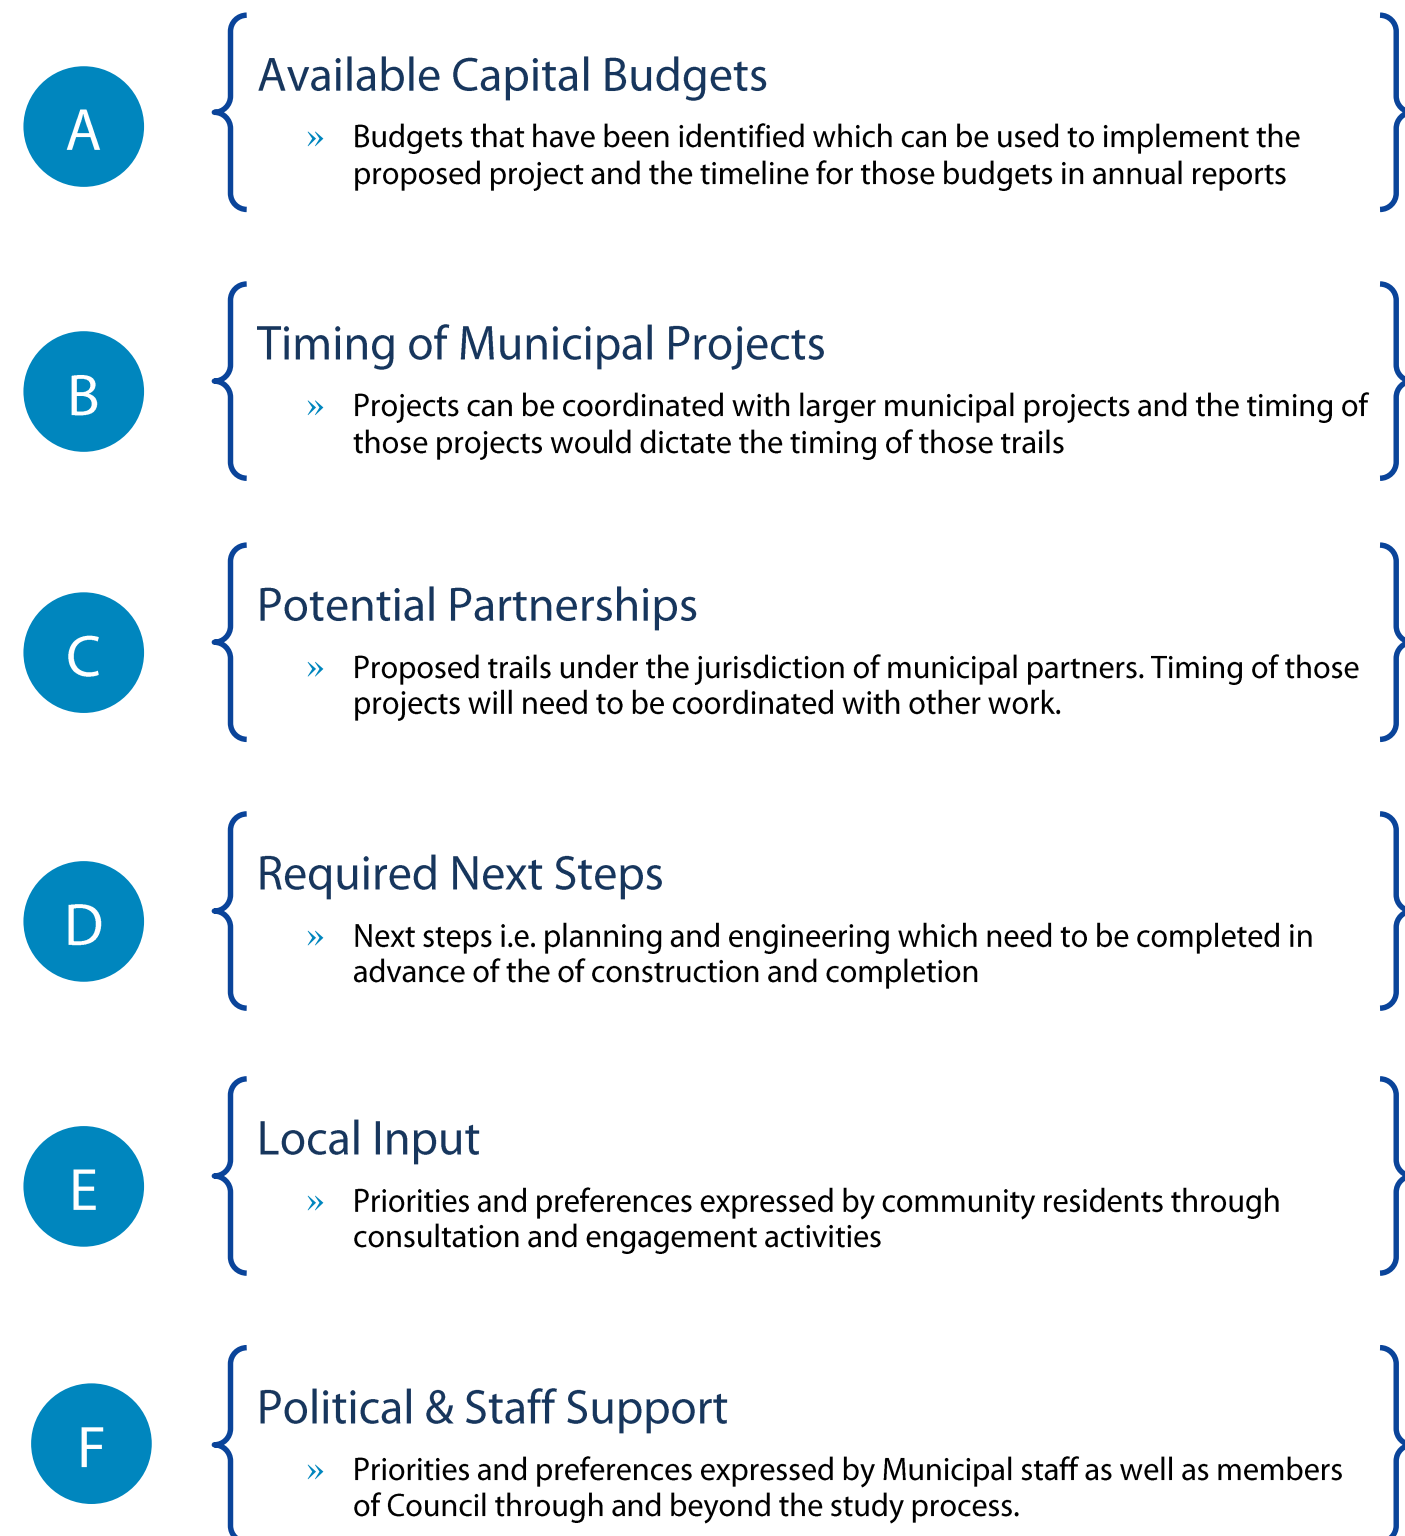 A
Available Capital Budgets
» Budgets that have been identified which can be used to implement the
proposed project and the timeline for those budgets in annual reports
B
Timing of Municipal Projects
» Projects can be coordinated with larger municipal projects and the timing of
those projects would dictate the timing of those trails
C
Potential Partnerships
» Proposed trails under the jurisdiction of municipal partners. Timing of those
projects will need to be coordinated with other work.
D
Required Next Steps
» Next steps i.e. planning and engineering which need to be completed in
advance of the of construction and completion
E
Local Input
» Priorities and preferences expressed by community residents through
consultation and engagement activities
F
Political & Staff Support
» Priorities and preferences expressed by Municipal staff as well as members
of Council through and beyond the study process.